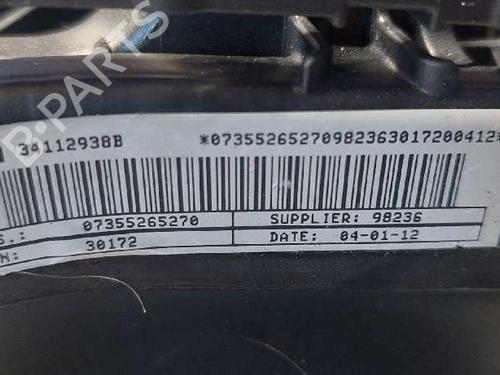 34112938B *07355265270982363017200412*
S.: 07355265270 SUPPLIER: 98236
N: 30172 DATE: 04-01-12
B-PARTS